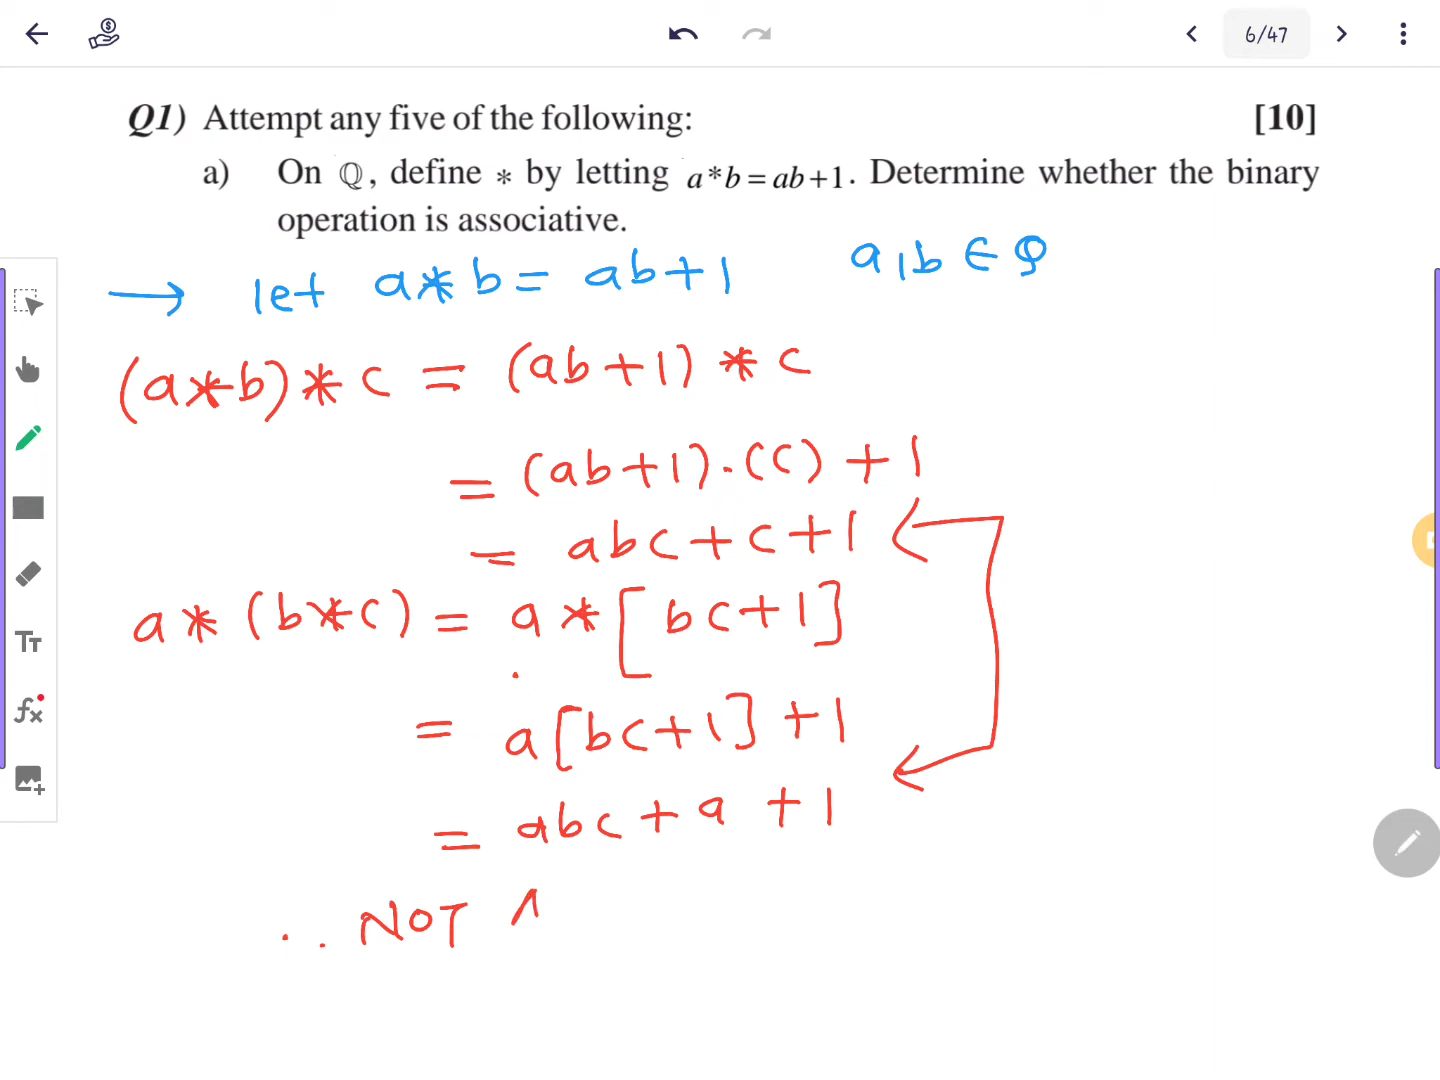 6/47
Q1) Attempt any five of the following: [10]
a) On ℚ, define * by letting a*b=ab+1. Determine whether the binary
operation is associative.
→ let a*b = ab+1 a,b ∈ Q
(a*b)*c = (ab+1)*c
= (ab+1).(c)+1
= abc+c+1
a*(b*c) = a*[bc+1]
= a[bc+1]+1
= abc+a+1
.. NOT
Tт
fx